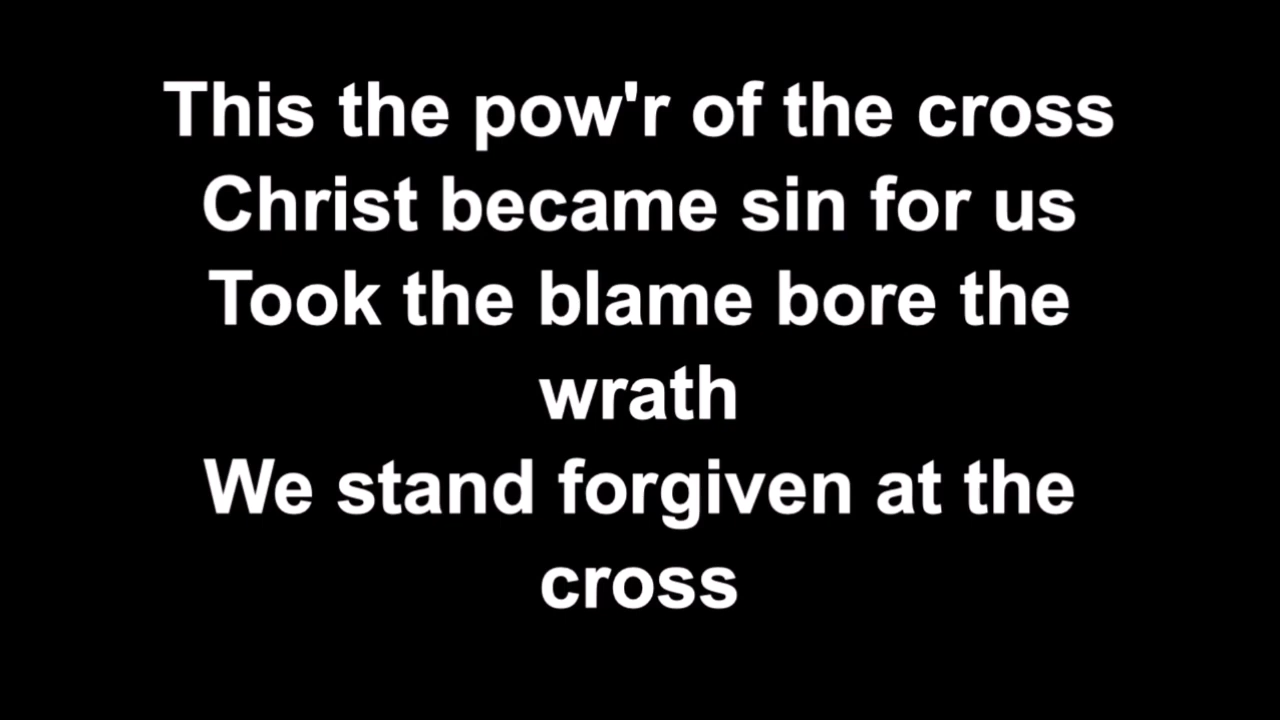 This the pow'r of the cross
Christ became sin for us
Took the blame bore the
wrath
We stand forgiven at the
cross